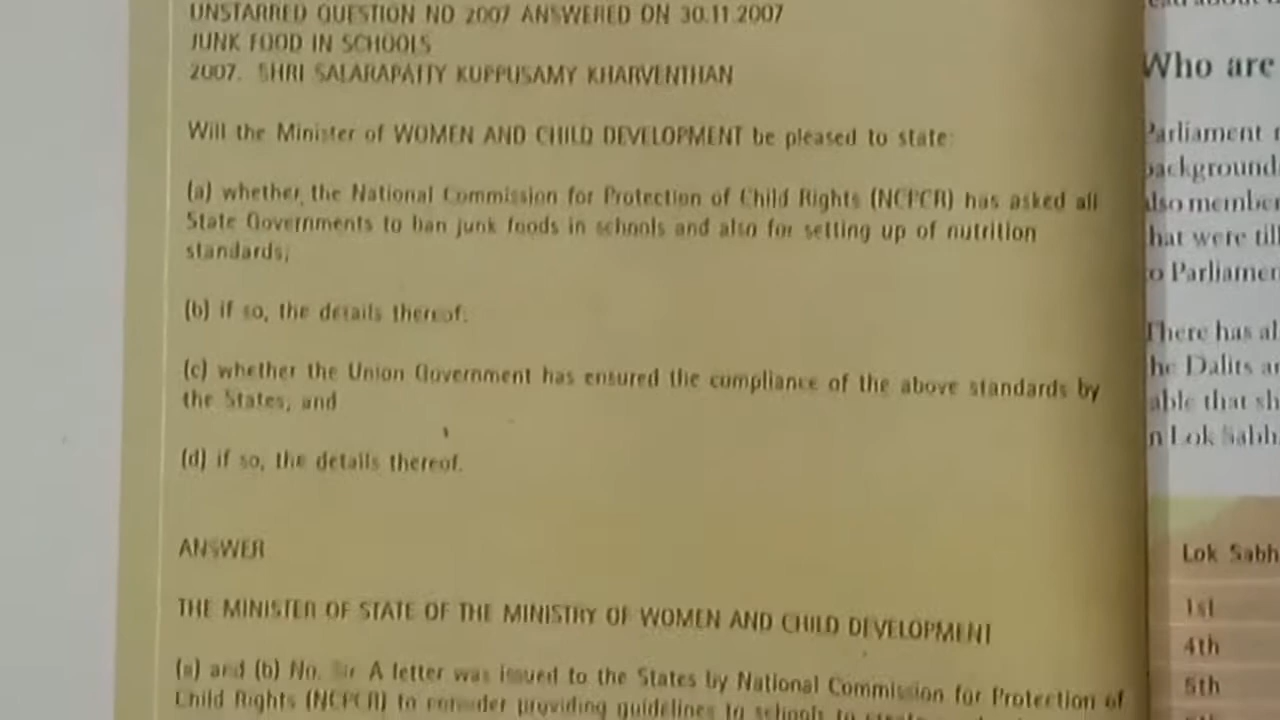 UNSTARRED QUESTION NO 2007 ANSWERED ON 30.11.2007
JUNK FOOD IN SCHOOLS
2007. SHRI SALARAPATTY KUPPUSAMY KHARVENTHAN
Will the Minister of WOMEN AND CHILD DEVELOPMENT be pleased to state:
(a) whether the National Commission for Protection of Child Rights (NCPCR) has asked all
State Governments to ban junk foods in schools and also for setting up of nutrition
standards;
(b) if so, the details thereof;
(c) whether the Union Government has ensured the compliance of the above standards by
the States; and
(d) if so, the details thereof.
ANSWER
THE MINISTER OF STATE OF THE MINISTRY OF WOMEN AND CHILD DEVELOPMENT
(a) and (b) No, Sir A letter was issued to the States by National Commission for Protection of
Child Rights (NCPCR) to consider providing guidelines to schools to
Who are
Parliament
background
also member
that were till
to Parliamen
There has al
the Dalits a
able that sh
n Lok Sabh
Lok Sabh
1st
4th
5th